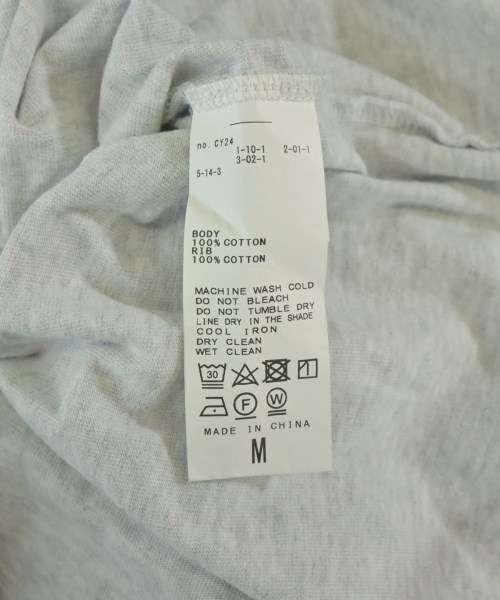 no. CY24
1-10-1 2-01-1
3-02-1
5-14-3
BODY
100% COTTON
RIB
100% COTTON
MACHINE WASH COLD
DO NOT BLEACH
DO NOT TUMBLE DRY
LINE DRY IN THE SHADE
COOL IRON
DRY CLEAN
WET CLEAN
30
F W
MADE IN CHINA
M